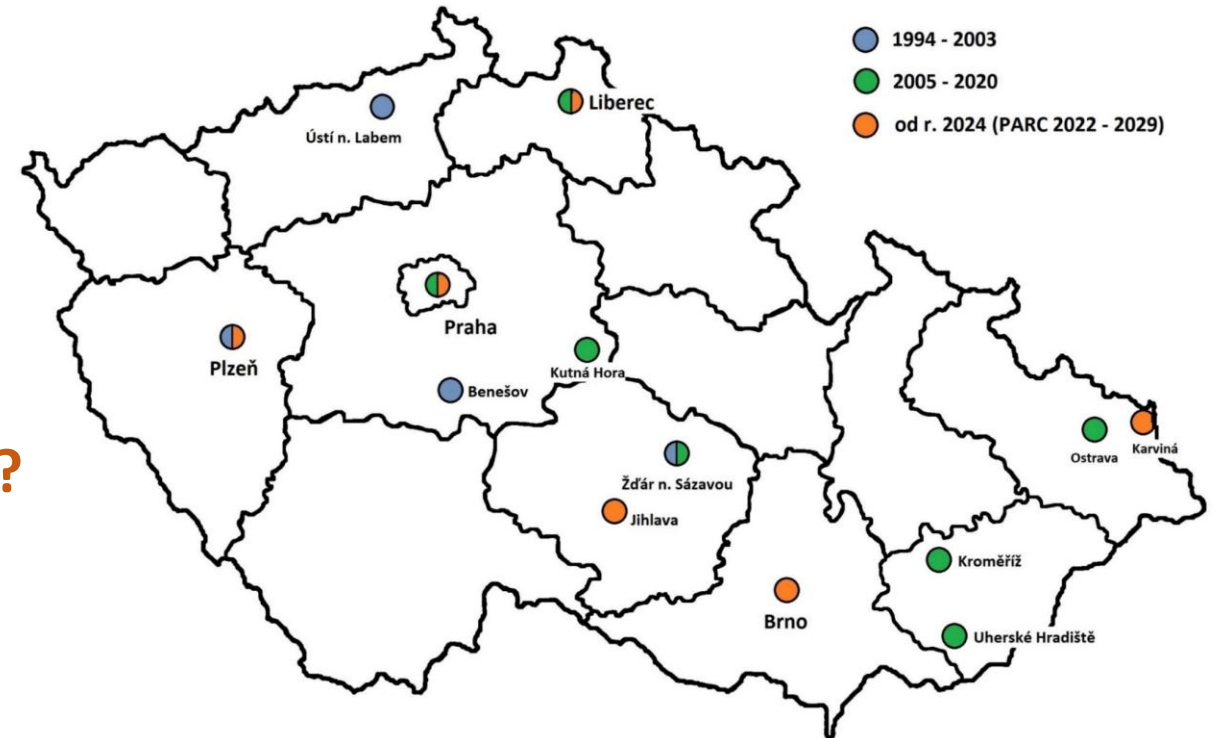 1994 - 2003
2005 - 2020
od r. 2024 (PARC 2022 - 2029)
Liberec
Ústí n. Labem
Praha
Plzeň
Kutná Hora
Benešov
Ostrava
Karviná
Žďár n. Sázavou
Jihlava
?
Kroměříž
Brno
Uherské Hradiště